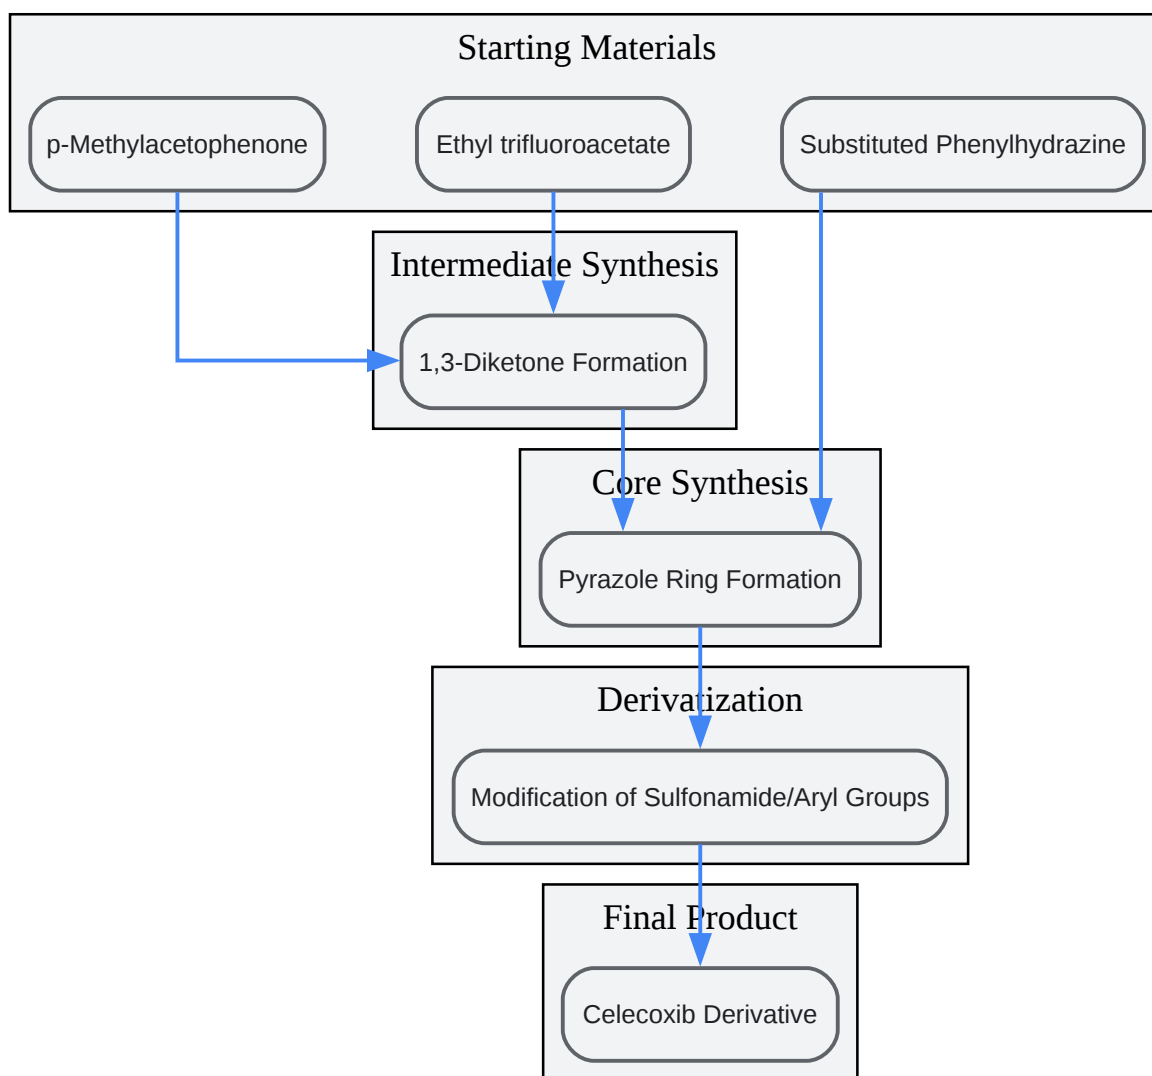 Starting Materials
p-Methylacetophenone
Ethyl trifluoroacetate
Substituted Phenylhydrazine
Intermediate Synthesis
1,3-Diketone Formation
Core Synthesis
Pyrazole Ring Formation
Derivatization
Modification of Sulfonamide/Aryl Groups
Final Product
Celecoxib Derivative